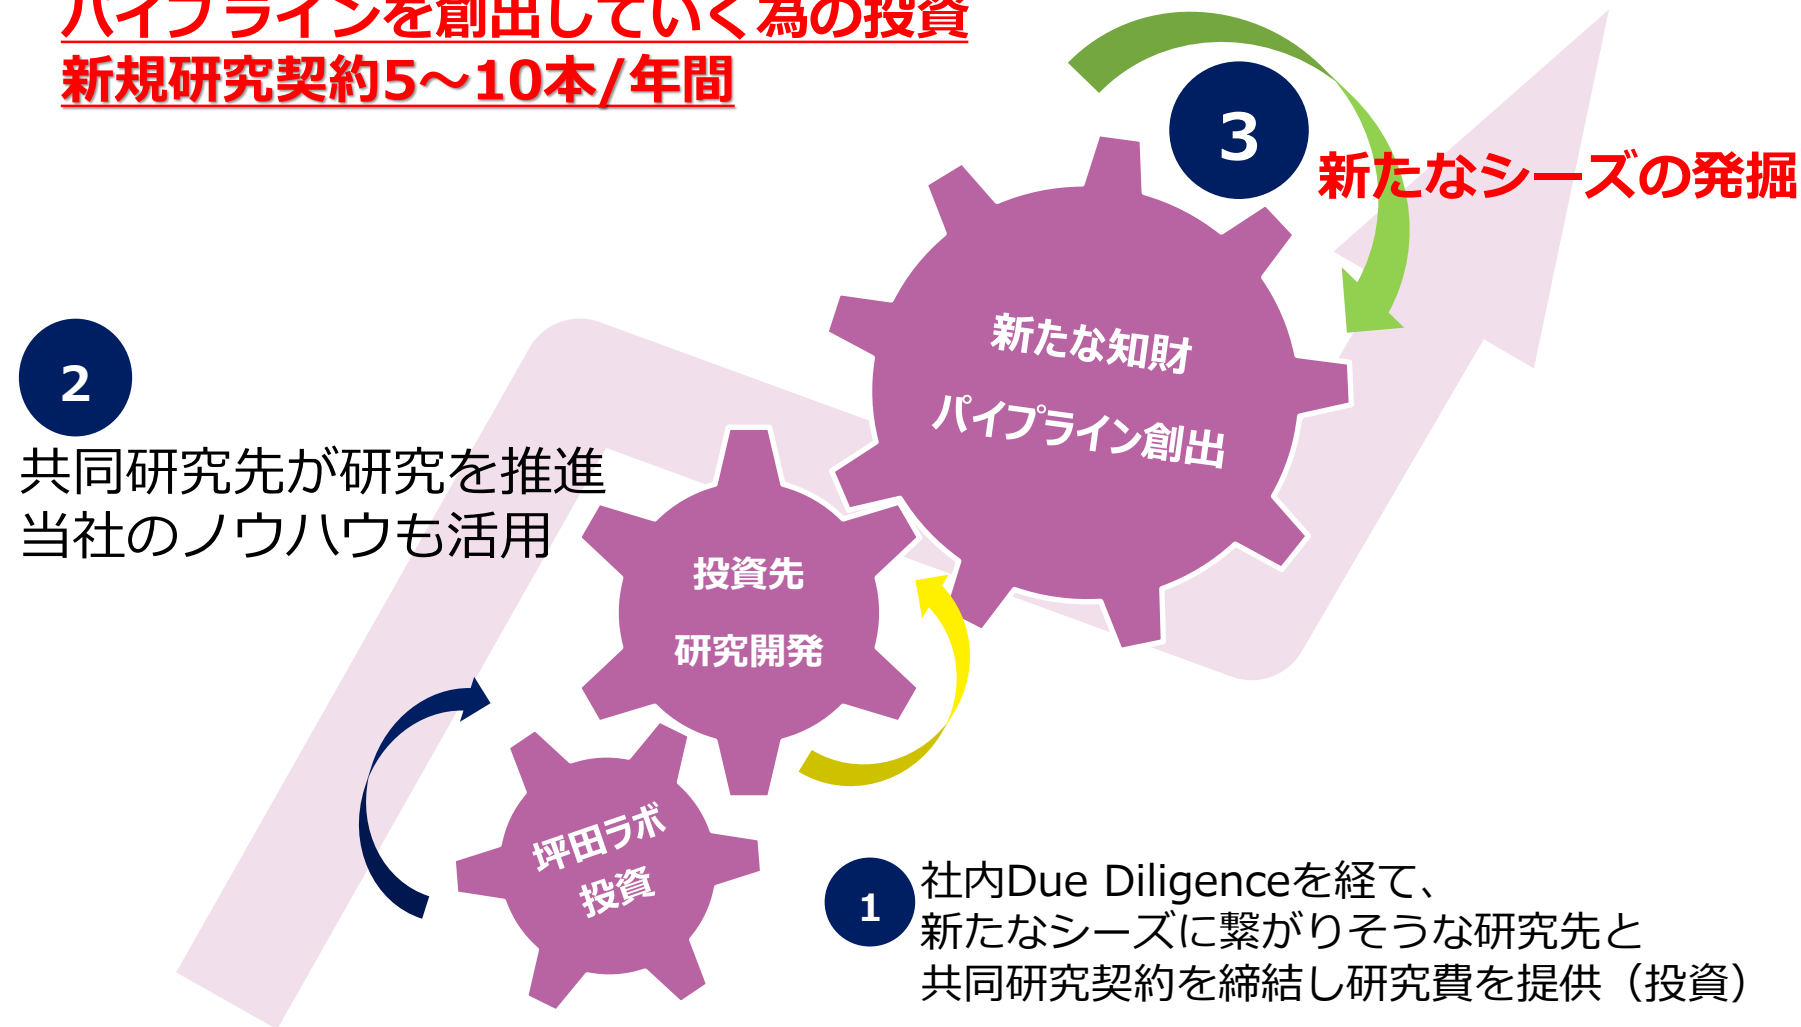 パイプラインを創出していく為の投資
新規研究契約5～10本/年間
3
新たなシーズの発掘
新たな知財
パイプライン創出
2
共同研究先が研究を推進
当社のノウハウも活用
投資先
研究開発
坪田ラボ
投資
1
社内Due Diligenceを経て、
新たなシーズに繋がりそうな研究先と
共同研究契約を締結し研究費を提供（投資）